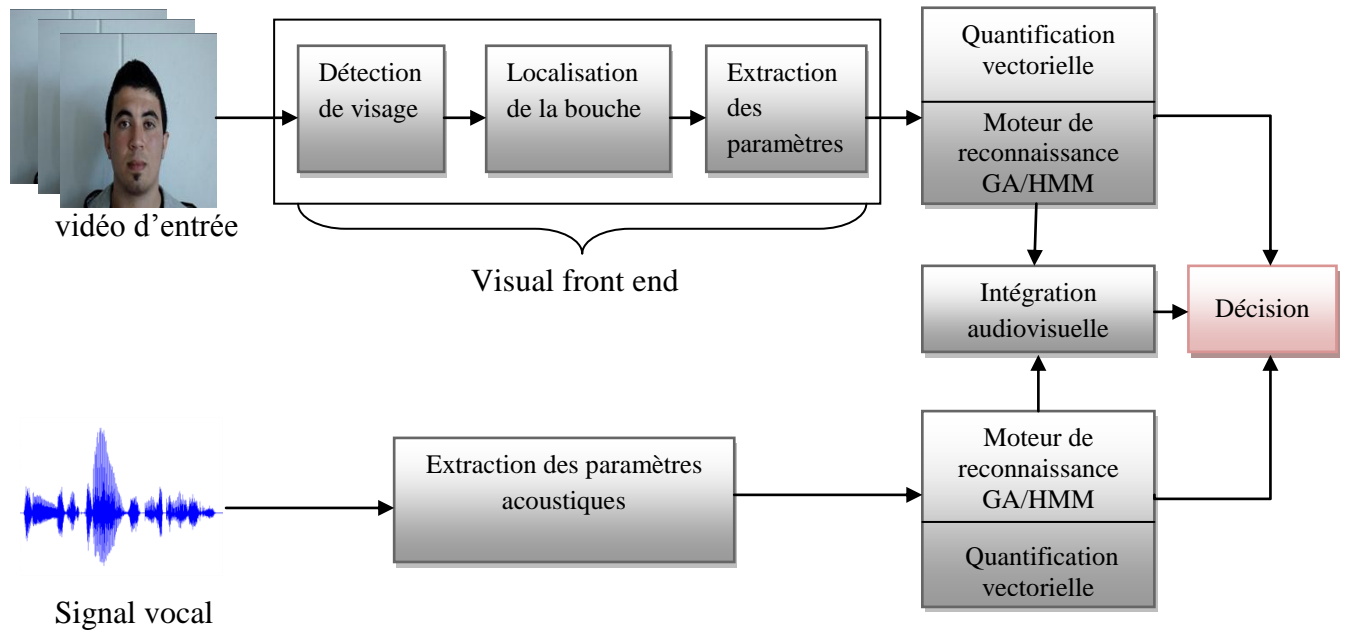 Détection
de visage
Localisation
de la bouche
Extraction
des
paramètres
Quantification
vectorielle
Moteur de
reconnaissance
GA/HMM
vidéo d’entrée
Visual front end
Intégration
audiovisuelle
Décision
Extraction des paramètres
acoustiques
Moteur de
reconnaissance
GA/HMM
Quantification
vectorielle
Signal vocal